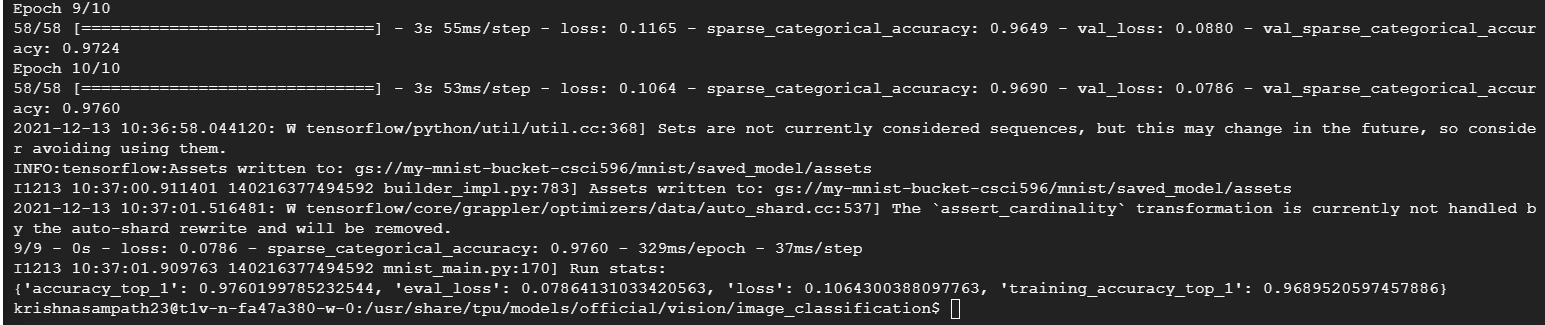 Epoch 9/10
58/58 [==============================] - 3s 55ms/step - loss: 0.1165 - sparse_categorical_accuracy: 0.9649 - val_loss: 0.0880 - val_sparse_categorical_accur
acy: 0.9724
Epoch 10/10
58/58 [==============================] - 3s 53ms/step - loss: 0.1064 - sparse_categorical_accuracy: 0.9690 - val_loss: 0.0786 - val_sparse_categorical_accur
acy: 0.9760
2021-12-13 10:36:58.044120: W tensorflow/python/util/util.cc:368] Sets are not currently considered sequences, but this may change in the future, so conside
r avoiding using them.
INFO:tensorflow:Assets written to: gs://my-mnist-bucket-csci596/mnist/saved_model/assets
I1213 10:37:00.911401 140216377494592 builder_impl.py:783] Assets written to: gs://my-mnist-bucket-csci596/mnist/saved_model/assets
2021-12-13 10:37:01.516481: W tensorflow/core/grappler/optimizers/data/auto_shard.cc:537] The `assert_cardinality` transformation is currently not handled b
y the auto-shard rewrite and will be removed.
9/9 - 0s - loss: 0.0786 - sparse_categorical_accuracy: 0.9760 - 329ms/epoch - 37ms/step
I1213 10:37:01.909763 140216377494592 mnist_main.py:170] Run stats:
{'accuracy_top_1': 0.9760199785232544, 'eval_loss': 0.07864131033420563, 'loss': 0.1064300388097763, 'training_accuracy_top_1': 0.9689520597457886}
krishnasampath23@t1v-n-fa47a380-w-0:/usr/share/tpu/models/official/vision/image_classification$